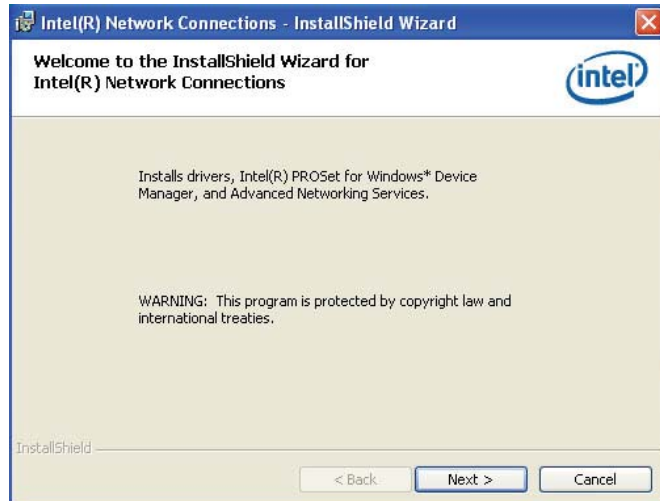 Intel(R) Network Connections - InstallShield Wizard
Welcome to the InstallShield Wizard for
Intel(R) Network Connections
intel
Installs drivers, Intel(R) PROSet for Windows* Device
Manager, and Advanced Networking Services.
WARNING: This program is protected by copyright law and
international treaties.
InstallShield
< Back
Next >
Cancel